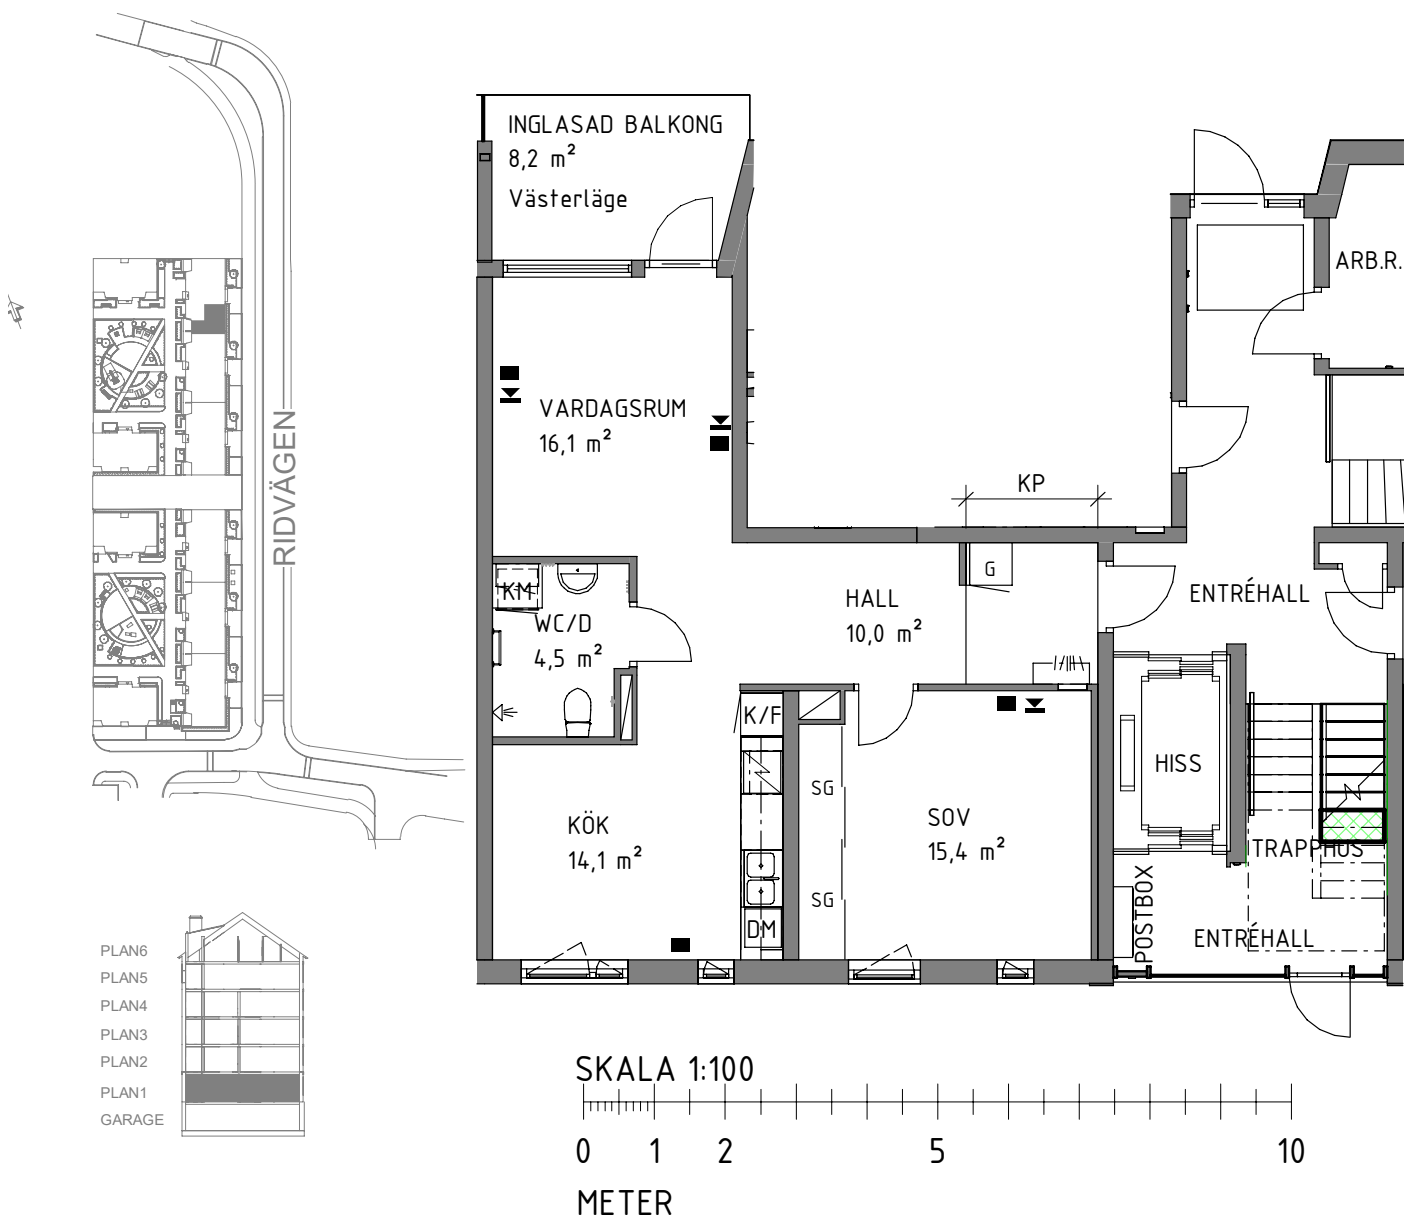 INGLASAD BALKONG
8,2 m²
Västerläge
ARB.R.
VARDAGSRUM
16,1 m²
KP
G
KM
WC/D
4,5 m²
HALL
10,0 m²
ENTRÉHALL
K/F
HISS
SG
SG
KÖK
14,1 m²
SOV
15,4 m²
TRAPPHUS
DM
POSTBOX
ENTRÉHALL
RIDVÄGEN
PLAN6
PLAN5
PLAN4
PLAN3
PLAN2
PLAN1
GARAGE
SKALA 1:100
0 1 2 5 10
METER